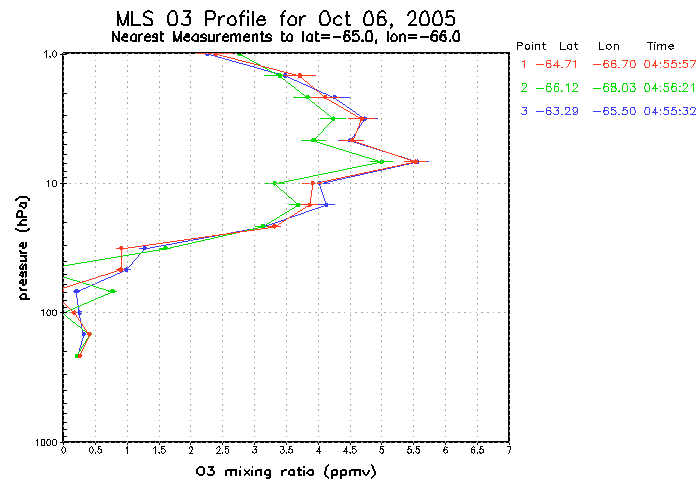 MLS O3 Profile for Oct 06, 2005
Nearest Measurements to lat=-65.0, lon=-66.0
Point Lat Lon Time
1 -64.71 -66.70 04:55:57
2 -66.12 -68.03 04:56:21
3 -63.29 -65.50 04:55:32
1.0
10
100
1000
pressure (hPa)
0 0.5 1 1.5 2 2.5 3 3.5 4 4.5 5 5.5 6 6.5 7
O3 mixing ratio (ppmv)